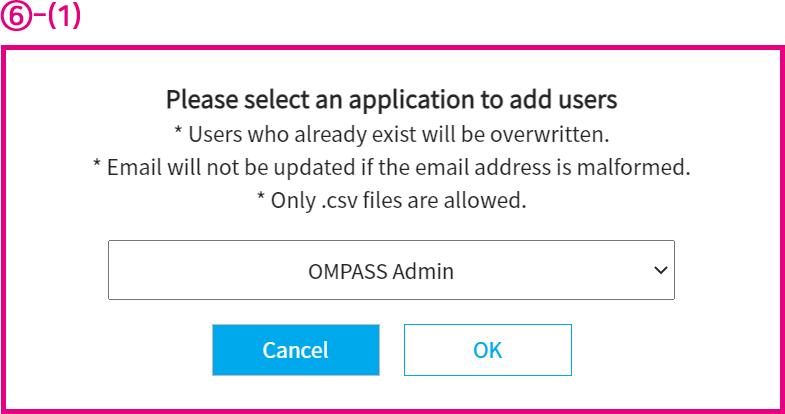 ⑥-(1)
Please select an application to add users
* Users who already exist will be overwritten.
* Email will not be updated if the email address is malformed.
* Only .csv files are allowed.
OMPASS Admin
Cancel OK